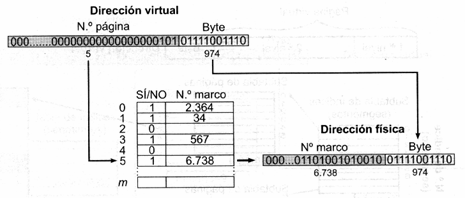 Dirección virtual
N.º página Byte
000.......00000000000000000101 01111001110
5 974
SÍ/NO N.º marco
0 1 2.364
1 1 34
2 0
3 1 567
4 0
5 1 6.738
m
Dirección física
Nº marco Byte
000...01101001010010 01111001110
6.738 974